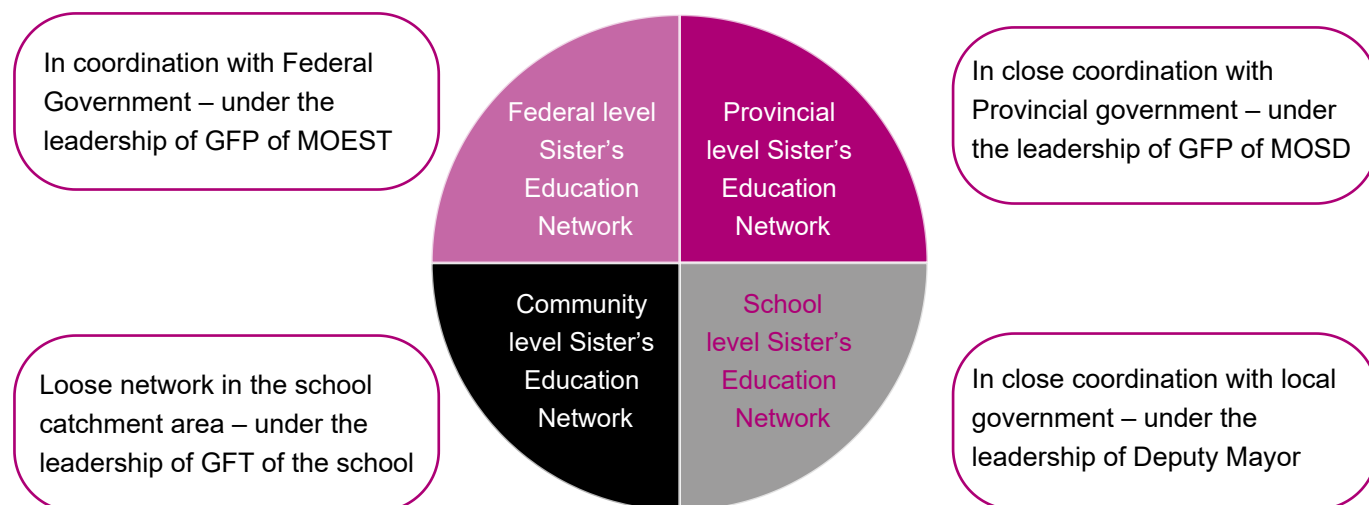 In coordination with Federal
Government – under the
leadership of GFP of MOEST
Federal level
Sister’s
Education
Network
Provincial
level Sister’s
Education
Network
In close coordination with
Provincial government – under
the leadership of GFP of MOSD
Loose network in the school
catchment area – under the
leadership of GFT of the school
Community
level Sister’s
Education
Network
School
level Sister’s
Education
Network
In close coordination with local
government – under the
leadership of Deputy Mayor